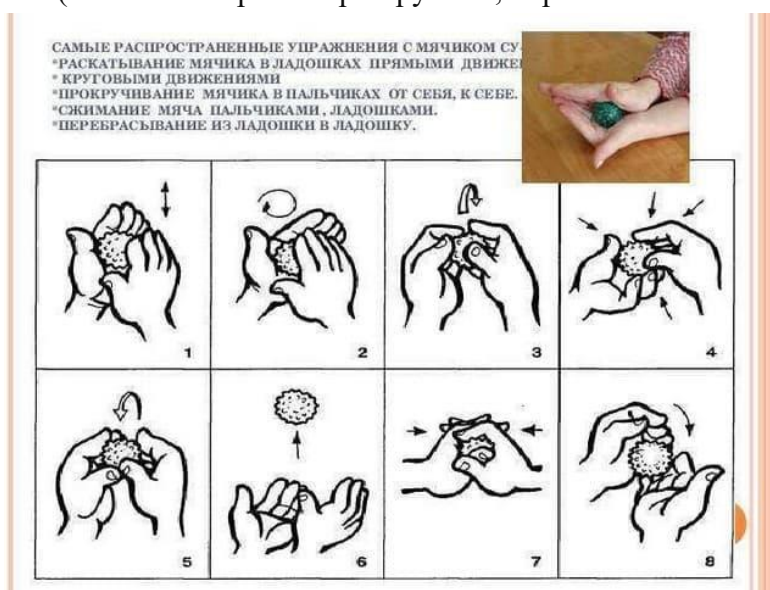 САМЫЕ РАСПРОСТРАНЕННЫЕ УПРАЖНЕНИЯ С МЯЧИКОМ
*РАСКАТЫВАНИЕ МЯЧИКА В ЛАДОШКАХ ПРЯМЫМИ
* КРУГОВЫМИ ДВИЖЕНИЯМИ
*ПРОКРУЧИВАНИЕ МЯЧИКА В ПАЛЬЧИКАХ ОТ СЕБЯ, К СЕБЕ.
*СЖИМАНИЕ МЯЧА ПАЛЬЧИКАМИ, ЛАДОШКАМИ.
*ПЕРЕБРАСЫВАНИЕ ИЗ ЛАДОШКИ В ЛАДОШКУ.
1 2 3 4
5 6 7 8